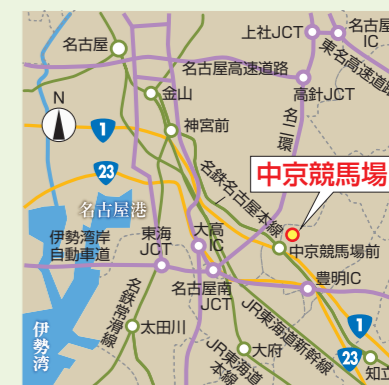 名古屋
上社JCT
名古屋IC
東名高速道路
名古屋高速道路
高針JCT
金山
N
名二環
1
神宮前
23
名鉄名古屋本線
中京競馬場
名古屋港
伊勢湾岸自動車道
東海JCT
大高IC
中京競馬場前
名古屋南JCT
豊明IC
名鉄常滑線
JR東海道新幹線
1
伊勢湾
太田川
JR東海道本線
大府
23
知立